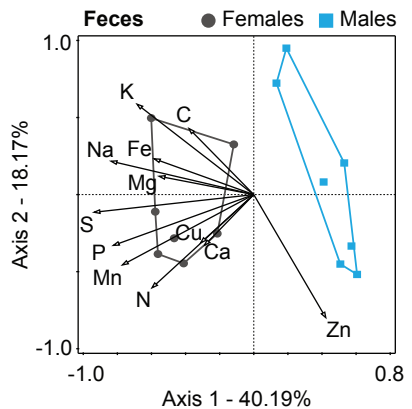 Feces Females Males
1.0
K
C
Fe
Na
Mg
S
Cu
P
Ca
Mn
N
Zn
-1.0
-1.0 0.8
Axis 2 - 18.17%
Axis 1 - 40.19%